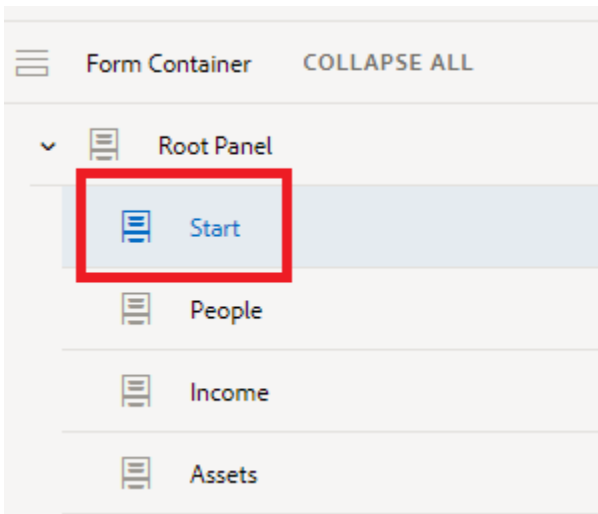 Form Container COLLAPSE ALL
Root Panel
Start
People
Income
Assets